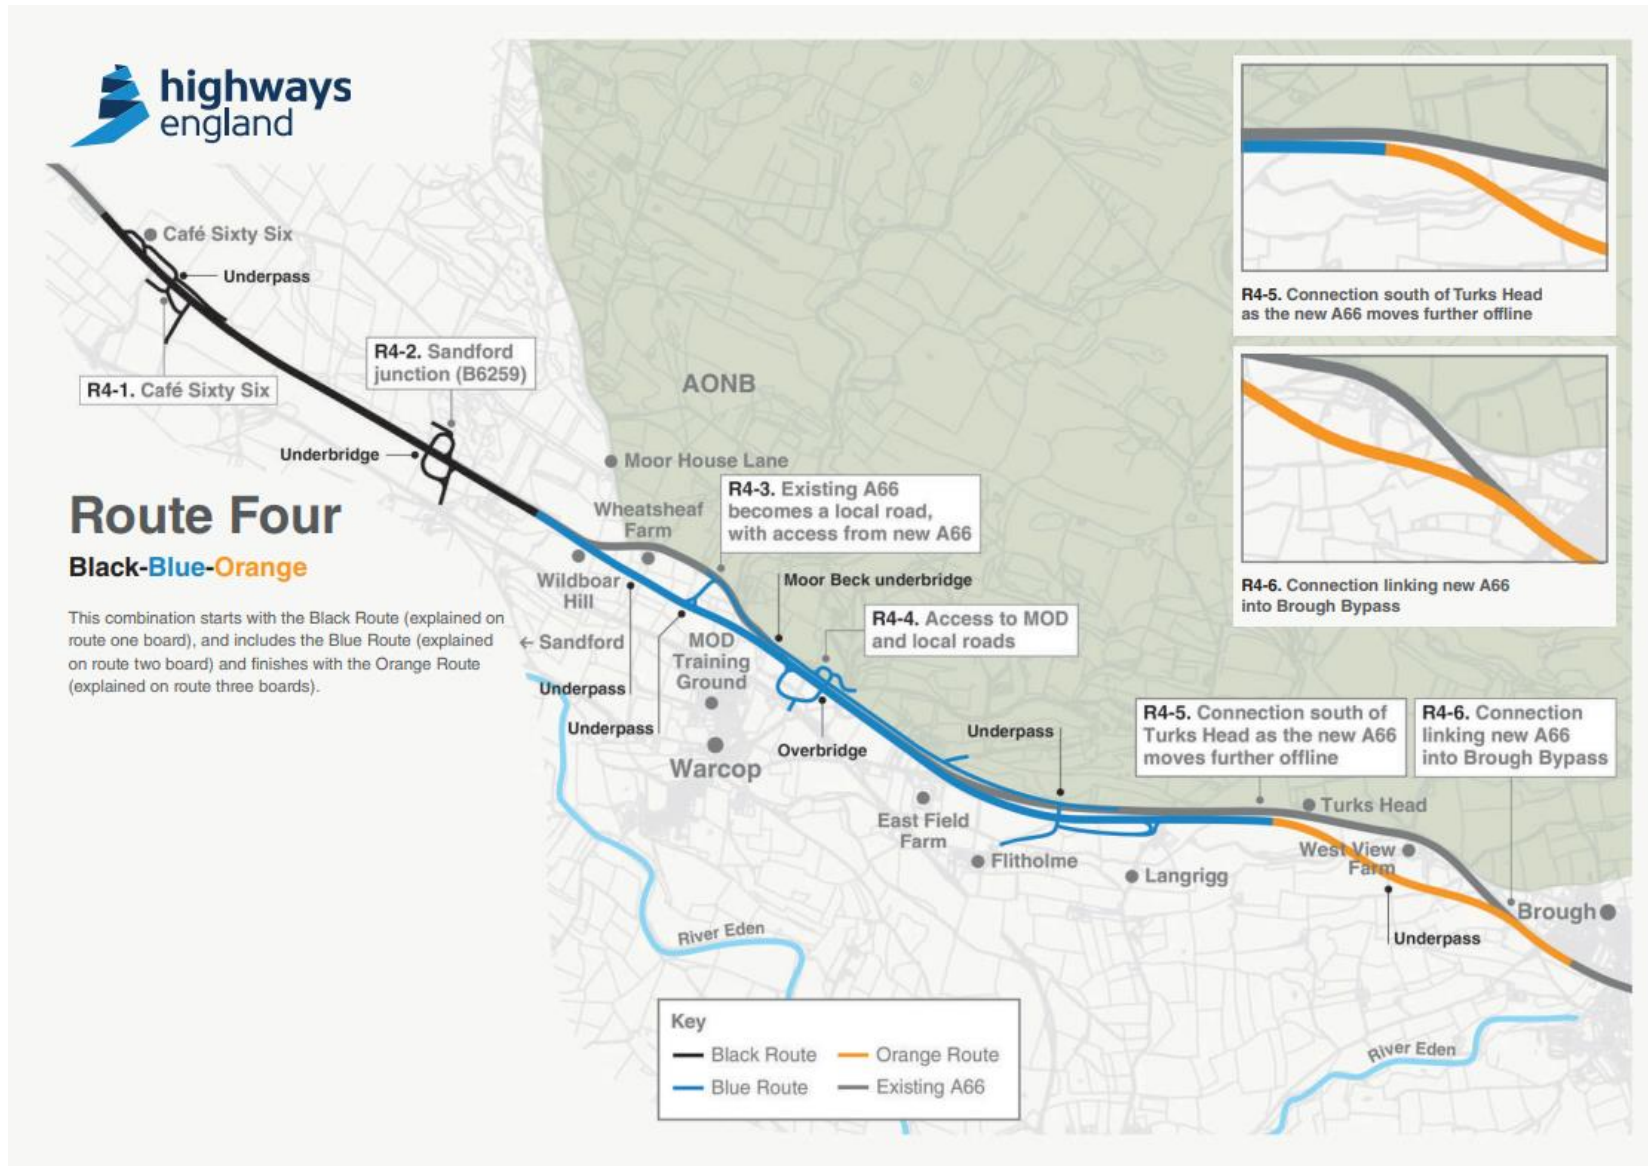 highways
england
Café Sixty Six
Underpass
R4-1. Café Sixty Six
R4-2. Sandford
junction (B6259)
Underbridge
Route Four
Black-Blue-Orange
This combination starts with the Black Route (explained on
route one board), and includes the Blue Route (explained
on route two board) and finishes with the Orange Route
(explained on route three boards).
AONB
Moor House Lane
Wheatsheaf
Farm
R4-3. Existing A66
becomes a local road,
with access from new A66
Wildboar
Hill
Moor Beck underbridge
R4-4. Access to MOD
and local roads
← Sandford
MOD
Training
Ground
Underpass
Underpass
Warcop
Overbridge
Underpass
East Field
Farm
Flitholme
Langrigg
R4-5. Connection south of
Turks Head as the new A66
moves further offline
R4-6. Connection
linking new A66
into Brough Bypass
Turks Head
West View
Farm
Brough
Underpass
River Eden
River Eden
Key
Black Route
Orange Route
Blue Route
Existing A66
R4-5. Connection south of Turks Head
as the new A66 moves further offline
R4-6. Connection linking new A66
into Brough Bypass